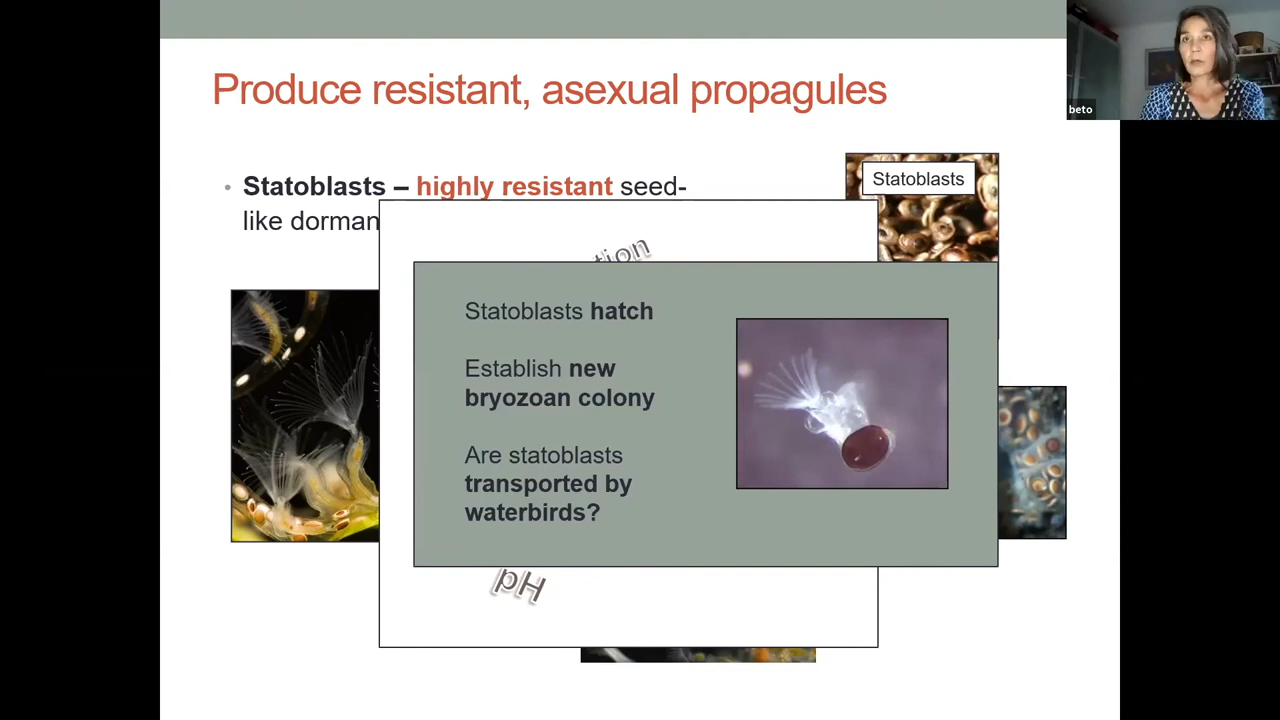 Produce resistant, asexual propagules
beto
• Statoblasts – highly resistant seed-
like dorman
Statoblasts
tion
Statoblasts hatch
Establish new
bryozoan colony
Are statoblasts
transported by
waterbirds?
pH